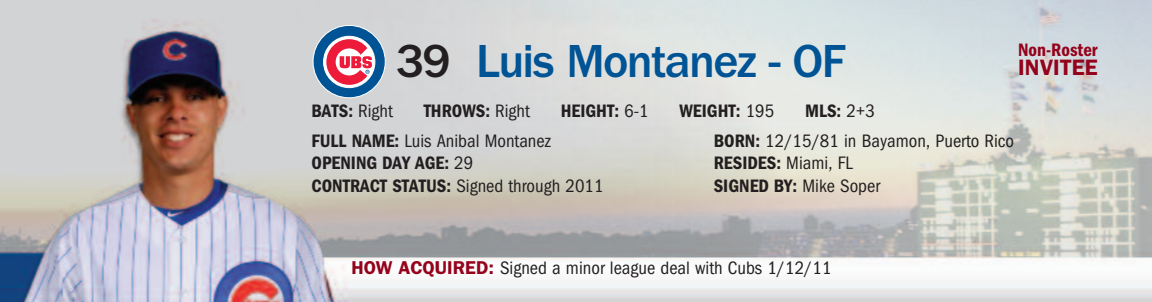 C
CUBS 39 Luis Montanez - OF
Non-Roster
INVITEE
BATS: Right THROWS: Right HEIGHT: 6-1 WEIGHT: 195 MLS: 2+3
FULL NAME: Luis Anibal Montanez
OPENING DAY AGE: 29
CONTRACT STATUS: Signed through 2011
BORN: 12/15/81 in Bayamon, Puerto Rico
RESIDES: Miami, FL
SIGNED BY: Mike Soper
HOW ACQUIRED: Signed a minor league deal with Cubs 1/12/11